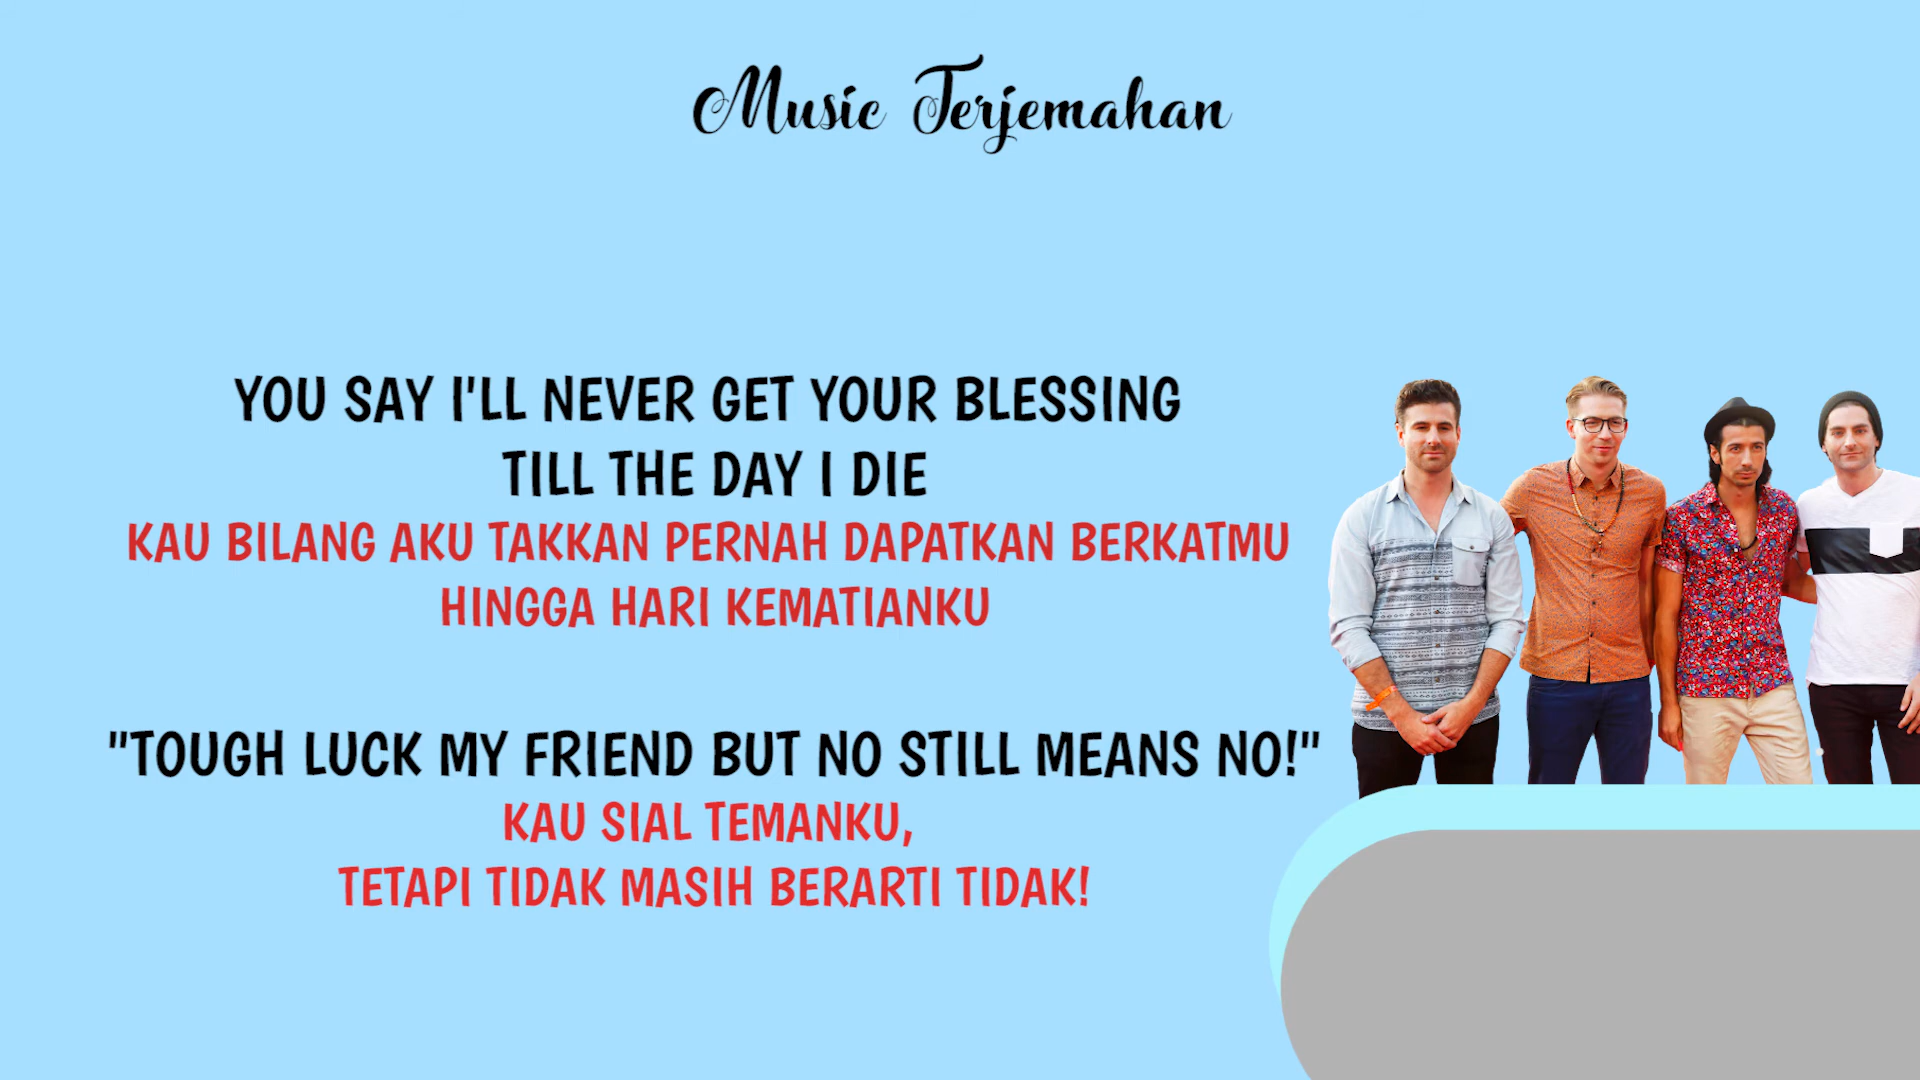 Music Terjemahan
YOU SAY I'LL NEVER GET YOUR BLESSING
TILL THE DAY I DIE
KAU BILANG AKU TAKKAN PERNAH DAPATKAN BERKATMU
HINGGA HARI KEMATIANKU
"TOUGH LUCK MY FRIEND BUT NO STILL MEANS NO!"
KAU SIAL TEMANKU,
TETAPI TIDAK MASIH BERARTI TIDAK!